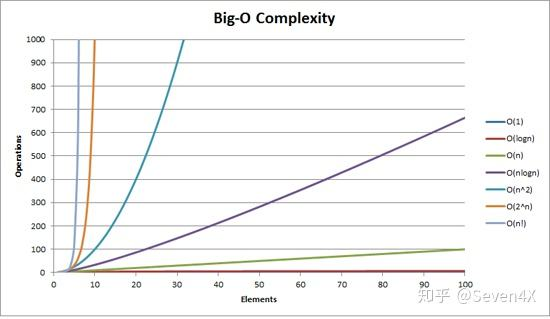 Big-O Complexity
1000
900
800
700
600
500
400
300
200
100
0
Operations
0 10 20 30 40 50 60 70 80 90 100
Elements
O(1)
O(logn)
O(n)
O(nlogn)
O(n^2)
O(2^n)
O(n!)
知乎 @Seven4X